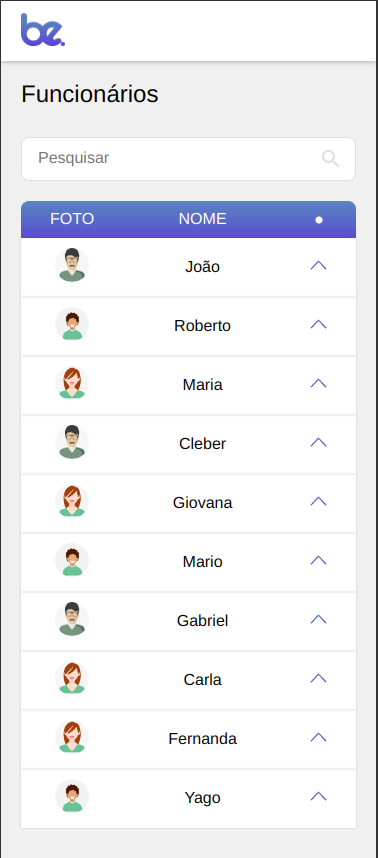 be.
Funcionários
Pesquisar
FOTO NOME
João
Roberto
Maria
Cleber
Giovana
Mario
Gabriel
Carla
Fernanda
Yago